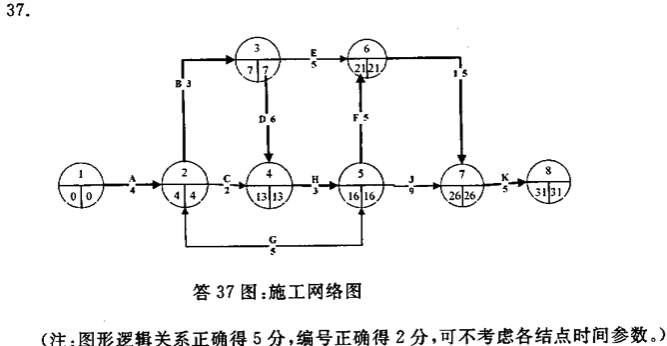 37.
3
7 7
E
5
6
21 21
B 3
D 6
F 5
I 5
1
0 0
A
4
2
4 4
C
2
4
13 13
H
3
5
16 16
J
9
7
26 26
K
5
8
31 31
G
5
答 37 图:施工网络图
(注:图形逻辑关系正确得 5 分,编号正确得 2 分,可不考虑各结点时间参数。)